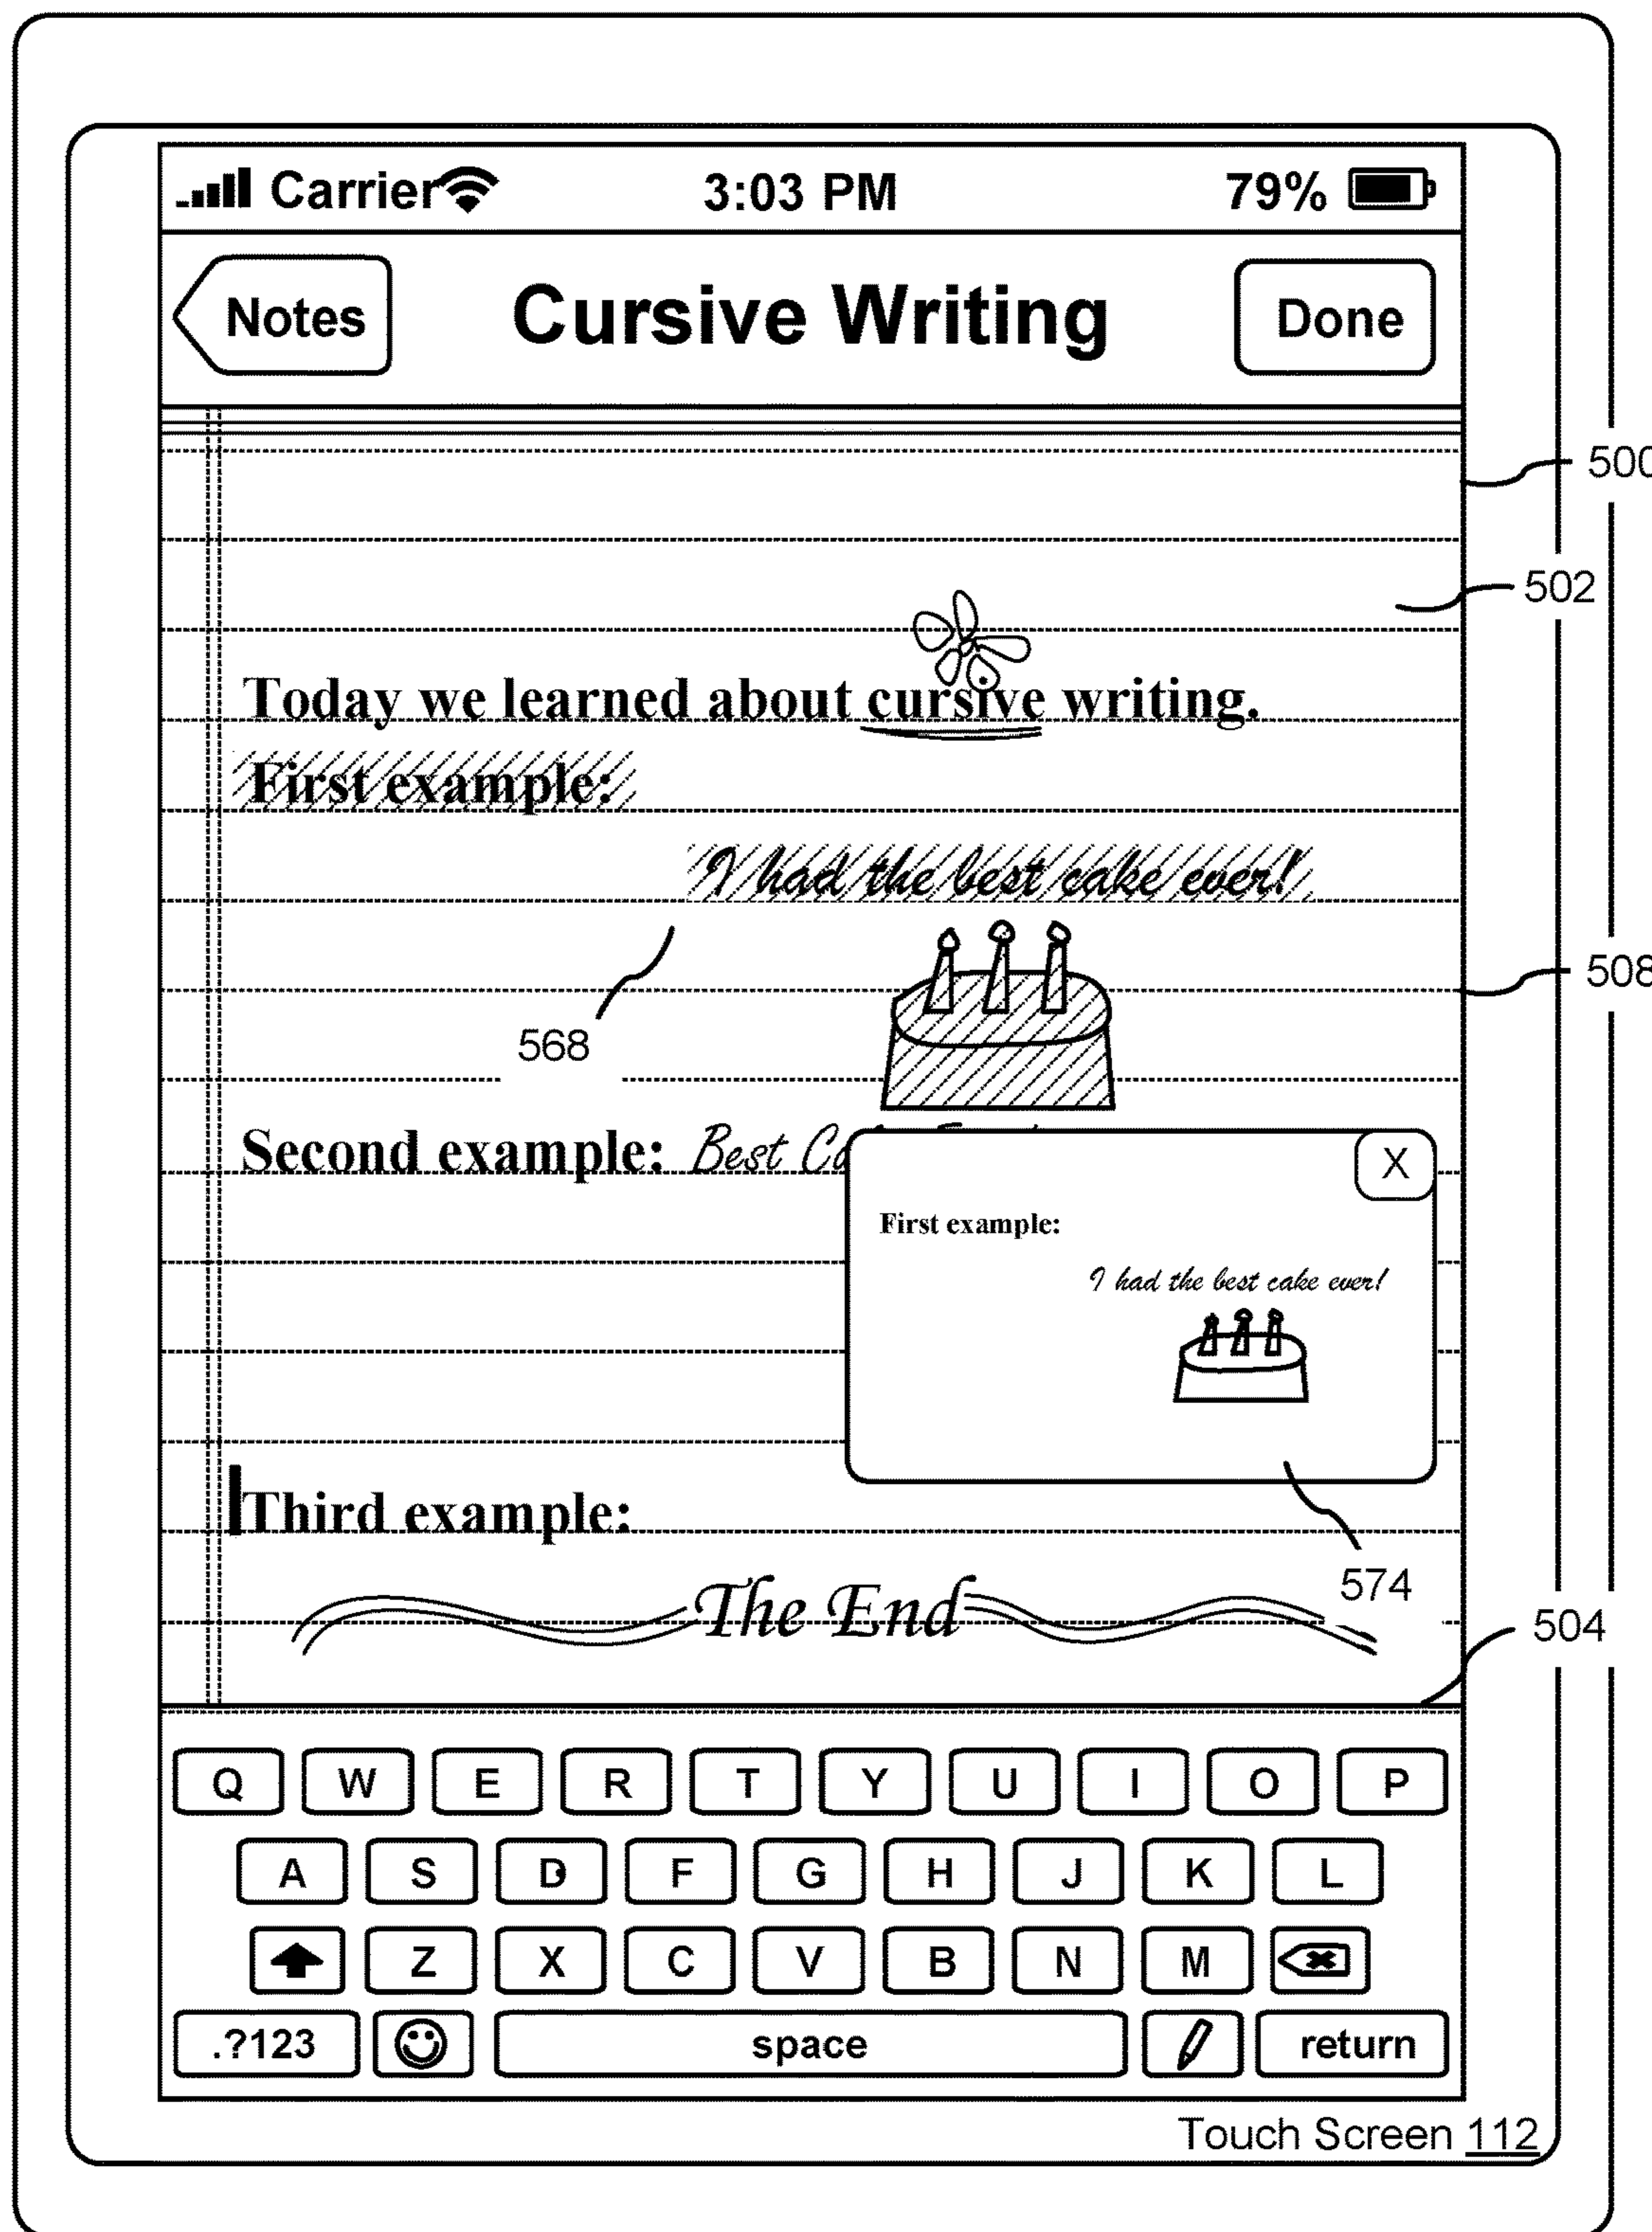 Carrier 3:03 PM 79%
Notes Cursive Writing Done
500
502
Today we learned about cursive writing.
First example:
I had the best cake ever!
508
568
Second example: Best
X
First example:
I had the best cake ever!
Third example:
574
The End
504
Q W E R T Y U I O P
A S D F G H J K L
Z X C V B N M
.?123 space return
Touch Screen 112